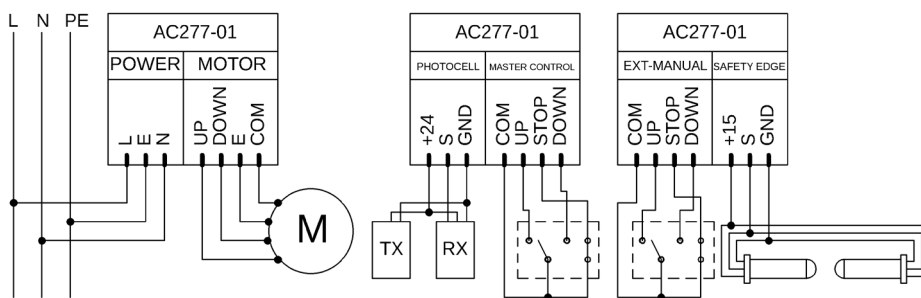 L N PE
AC277-01
POWER MOTOR
L E N UP DOWN E COM
M
AC277-01
PHOTOCELL MASTER CONTROL
+24 S GND COM UP STOP DOWN
TX RX
AC277-01
EXT-MANUAL SAFETY EDGE
COM UP STOP DOWN +15 S GND